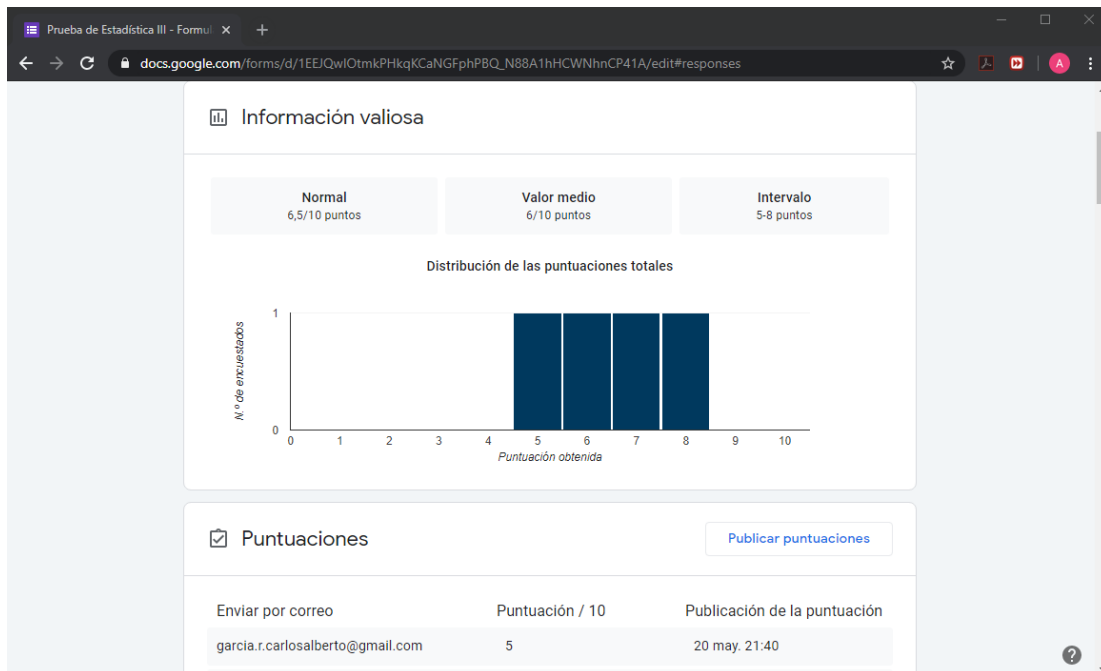 Prueba de Estadística III - Formul
docs.google.com/forms/d/1EEJQwIOtmkPHkqKCaNGFphPBQ_N88A1hHCWNhnCP41A/edit#responses
A
Información valiosa
Normal Valor medio Intervalo
6,5/10 puntos 6/10 puntos 5-8 puntos
Distribución de las puntuaciones totales
1
N.º de encuestados
0
0 1 2 3 4 5 6 7 8 9 10
Puntuación obtenida
Puntuaciones Publicar puntuaciones
Enviar por correo Puntuación / 10 Publicación de la puntuación
garcia.r.carlosalberto@gmail.com 5 20 may. 21:40